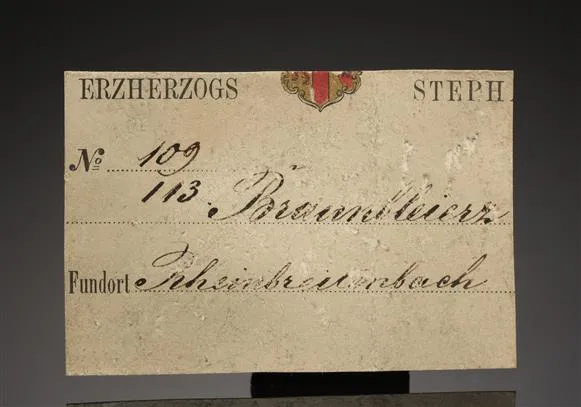 ERZHERZOGS STEPH
No 109
113. Braunbleierz
Fundort Rheinbreitenbach